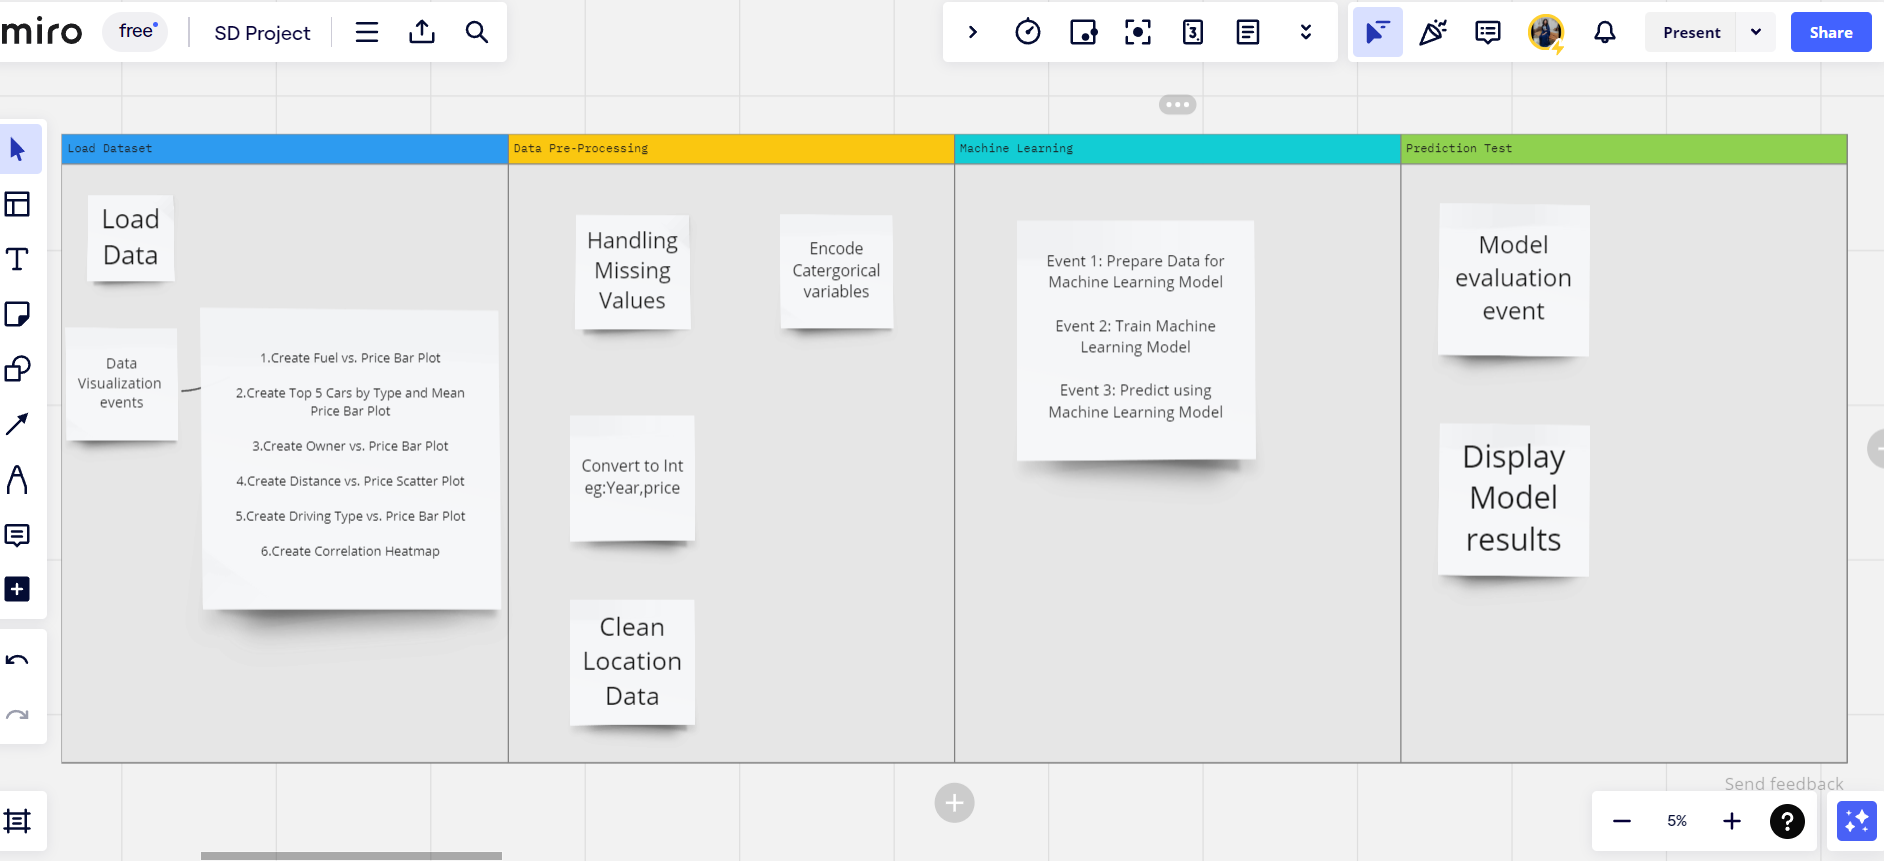 miro
free
SD Project
3
Present
Share
Load Dataset
Data Pre-Processing
Machine Learning
Prediction Test
Load
Data
Data
Visualization
events
1.Create Fuel vs. Price Bar Plot
2.Create Top 5 Cars by Type and Mean
Price Bar Plot
3.Create Owner vs. Price Bar Plot
4.Create Distance vs. Price Scatter Plot
5.Create Driving Type vs. Price Bar Plot
6.Create Correlation Heatmap
Handling
Missing
Values
Encode
Catergorical
variables
Convert to Int
eg:Year,price
Clean
Location
Data
Event 1: Prepare Data for
Machine Learning Model
Event 2: Train Machine
Learning Model
Event 3: Predict using
Machine Learning Model
Model
evaluation
event
Display
Model
results
Send feedback
5%
?